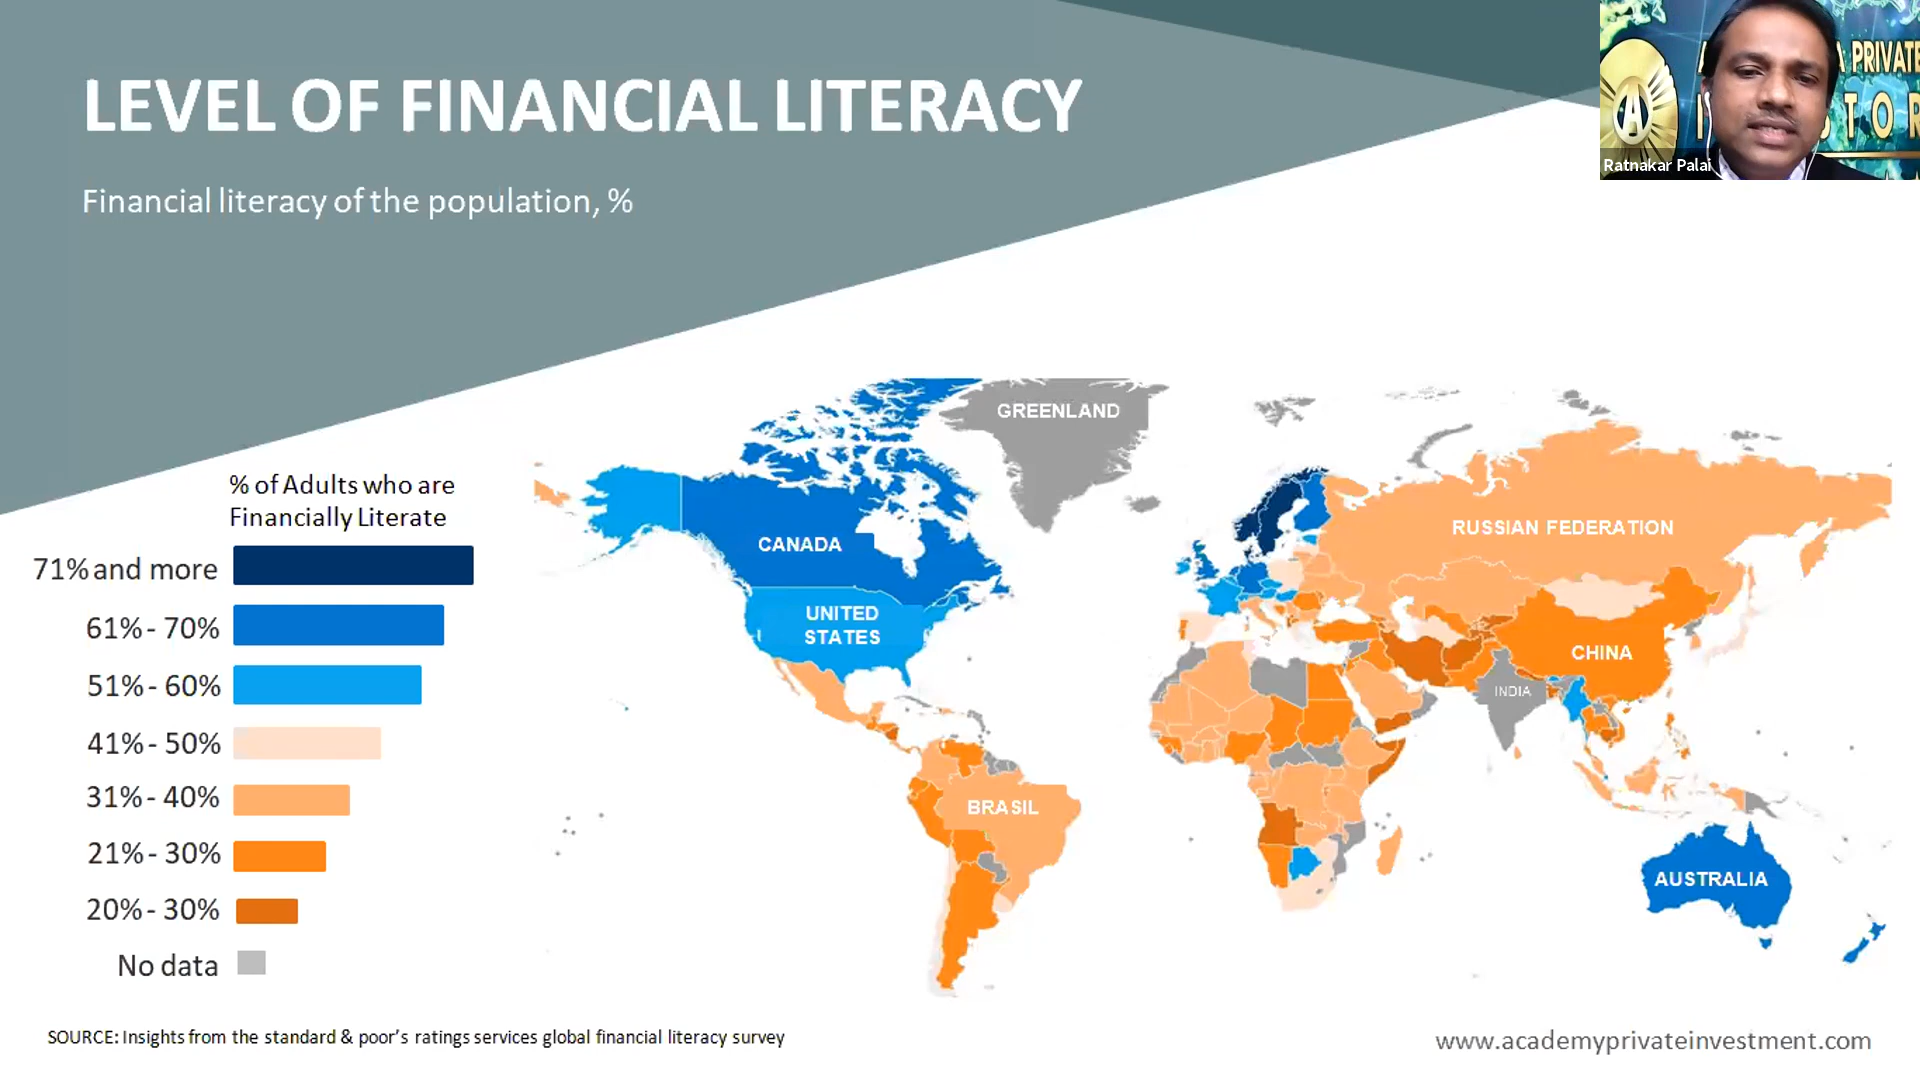 LEVEL OF FINANCIAL LITERACY
Financial literacy of the population, %
PRIVATE
Ratnakar Palai
% of Adults who are
Financially Literate
71% and more
61% - 70%
51% - 60%
41% - 50%
31% - 40%
21% - 30%
20% - 30%
No data
GREENLAND
CANADA
RUSSIAN FEDERATION
UNITED
STATES
CHINA
INDIA
BRASIL
AUSTRALIA
SOURCE: Insights from the standard & poor's ratings services global financial literacy survey
www.academyprivateinvestment.com